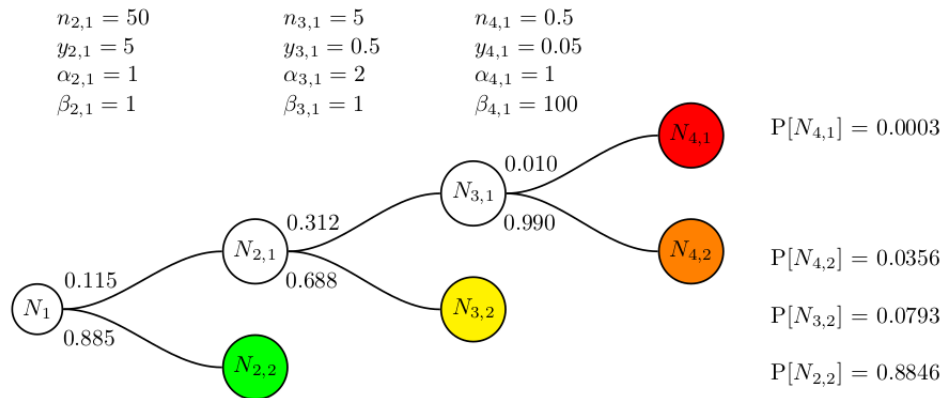 n_{2,1} = 50
y_{2,1} = 5
α_{2,1} = 1
β_{2,1} = 1
n_{3,1} = 5
y_{3,1} = 0.5
α_{3,1} = 2
β_{3,1} = 1
n_{4,1} = 0.5
y_{4,1} = 0.05
α_{4,1} = 1
β_{4,1} = 100
N_{4,1}
P[N_{4,1}] = 0.0003
0.010
N_{3,1}
0.990
0.312
N_{2,1}
0.688
N_{4,2}
P[N_{4,2}] = 0.0356
0.115
N_1
0.885
N_{3,2}
P[N_{3,2}] = 0.0793
N_{2,2}
P[N_{2,2}] = 0.8846